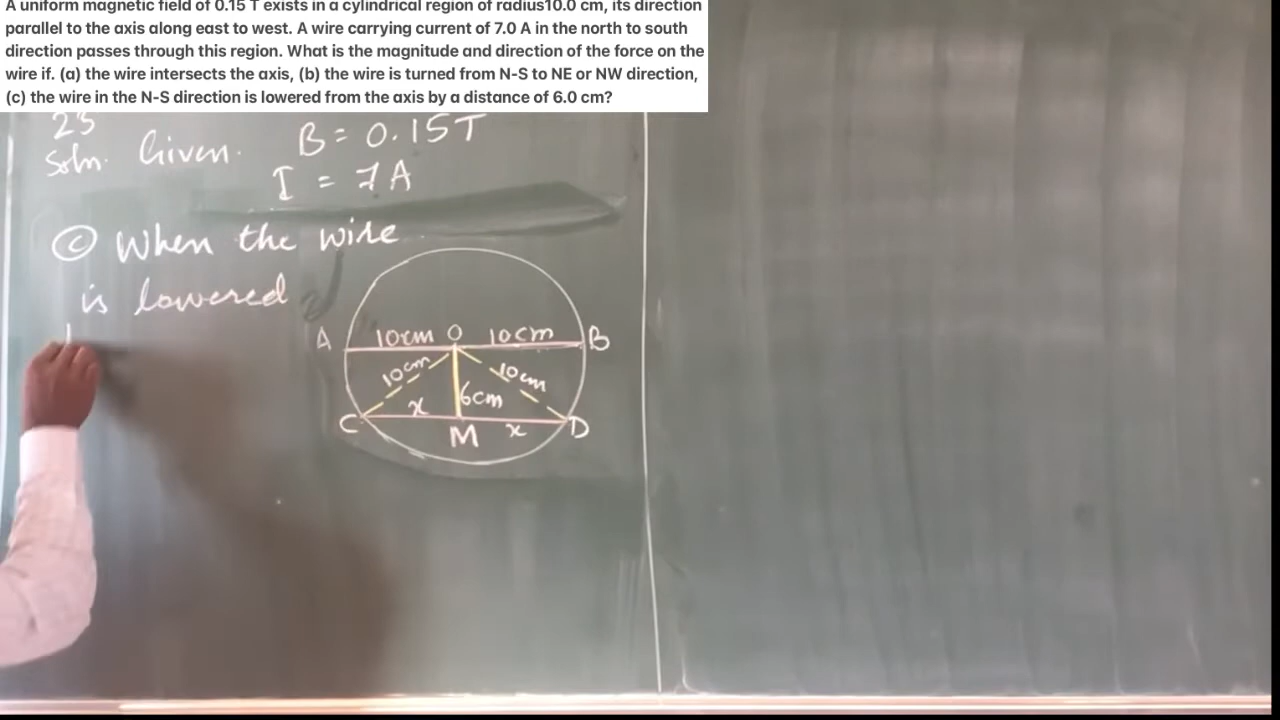 A uniform magnetic field of 0.15 T exists in a cylindrical region of radius10.0 cm, its direction
parallel to the axis along east to west. A wire carrying current of 7.0 A in the north to south
direction passes through this region. What is the magnitude and direction of the force on the
wire if. (a) the wire intersects the axis, (b) the wire is turned from N-S to NE or NW direction,
(c) the wire in the N-S direction is lowered from the axis by a distance of 6.0 cm?
23
Soln. Given. B = 0.15T
I = 7A
(c) When the wire
is lowered
A 10cm O 10cm B
10cm 10cm
x 6cm
C M x D